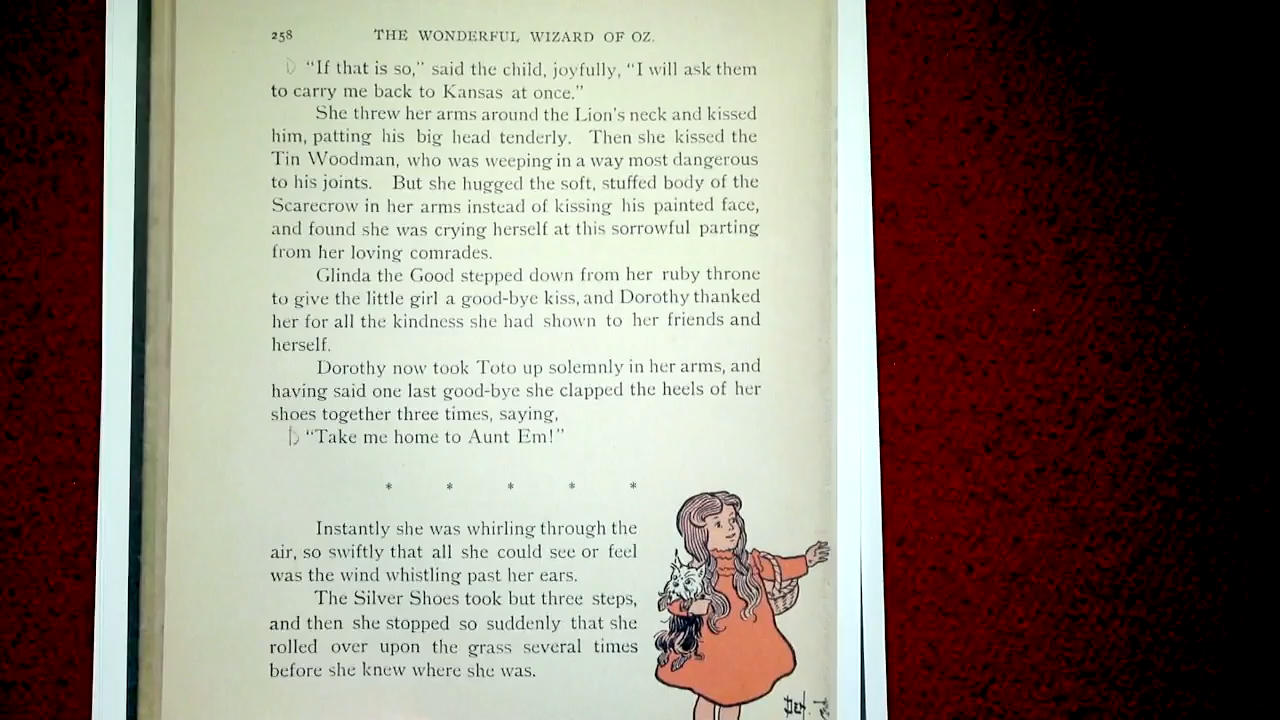 258 THE WONDERFUL WIZARD OF OZ.
“If that is so,” said the child, joyfully, “I will ask them
to carry me back to Kansas at once.”
She threw her arms around the Lion's neck and kissed
him, patting his big head tenderly. Then she kissed the
Tin Woodman, who was weeping in a way most dangerous
to his joints. But she hugged the soft, stuffed body of the
Scarecrow in her arms instead of kissing his painted face,
and found she was crying herself at this sorrowful parting
from her loving comrades.
Glinda the Good stepped down from her ruby throne
to give the little girl a good-bye kiss, and Dorothy thanked
her for all the kindness she had shown to her friends and
herself.
Dorothy now took Toto up solemnly in her arms, and
having said one last good-bye she clapped the heels of her
shoes together three times, saying,
“Take me home to Aunt Em!”
* * * * *
Instantly she was whirling through the
air, so swiftly that all she could see or feel
was the wind whistling past her ears.
The Silver Shoes took but three steps,
and then she stopped so suddenly that she
rolled over upon the grass several times
before she knew where she was.